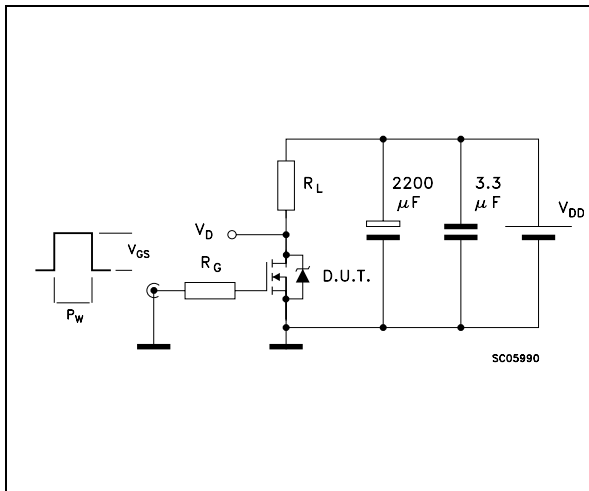 R_L
2200
μF
3.3
μF
V_DD
V_D
V_GS
R_G
D.U.T.
P_W
SC05990